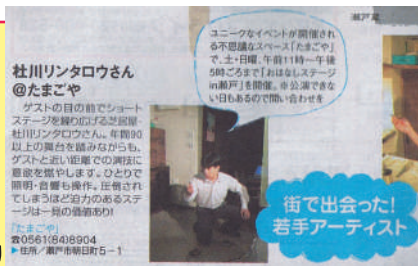 瀬戸蔵
ユニークなイベントが開催され
る不思議なスペース「たまごや」
で、土・日曜、午前11時〜午後
5時ごろまで「おはなしステージ
in瀬戸」を開催。※公演できな
い日もあるので問い合わせを
杜川リンタロウさん
@たまごや
ゲストの目の前でショート
ステージを繰り広げる芝居屋・
杜川リンタロウさん。年間90
以上の舞台を踏みながらも、
ゲストと近い距離での演技に
意欲を燃やします。ひとりで
照明・音響も操作。圧倒され
てしまうほど迫力のあるステ
ージは一見の価値あり!
「たまごや」
☎0561(84)8904
▶住所/瀬戸市朝日町5−1
街で出会った!
若手アーティスト